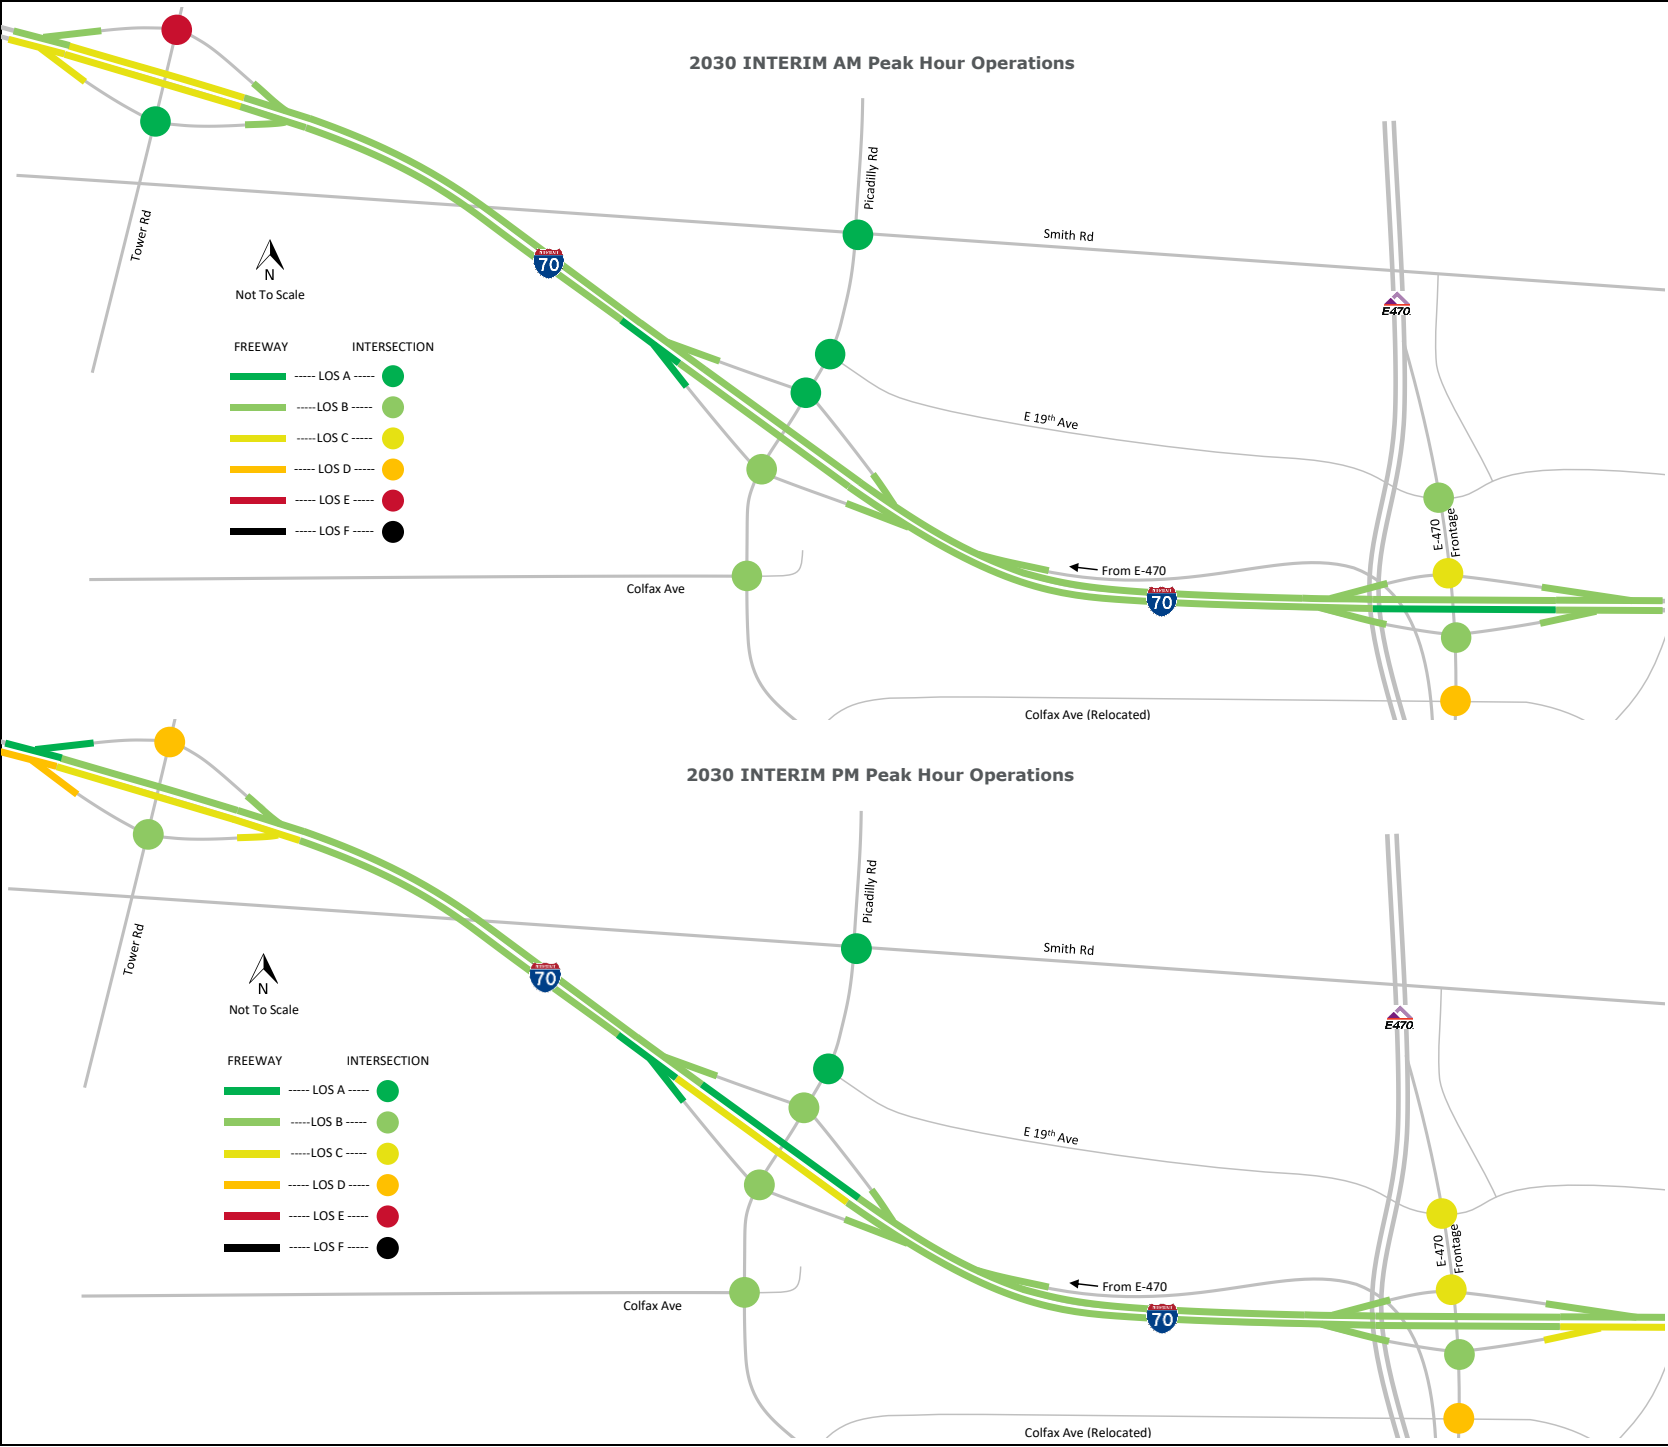 2030 INTERIM AM Peak Hour Operations
Picadilly Rd
Tower Rd
Smith Rd
70
N
Not To Scale
E470
FREEWAY INTERSECTION
----- LOS A -----
-----LOS B -----
-----LOS C -----
----- LOS D -----
----- LOS E -----
----- LOS F -----
E 19th Ave
E-470
Frontage
From E-470
Colfax Ave
70
Colfax Ave (Relocated)
2030 INTERIM PM Peak Hour Operations
Picadilly Rd
Tower Rd
Smith Rd
70
N
Not To Scale
E470
FREEWAY INTERSECTION
----- LOS A -----
-----LOS B -----
-----LOS C -----
----- LOS D -----
----- LOS E -----
----- LOS F -----
E 19th Ave
E-470
Frontage
From E-470
Colfax Ave
70
Colfax Ave (Relocated)